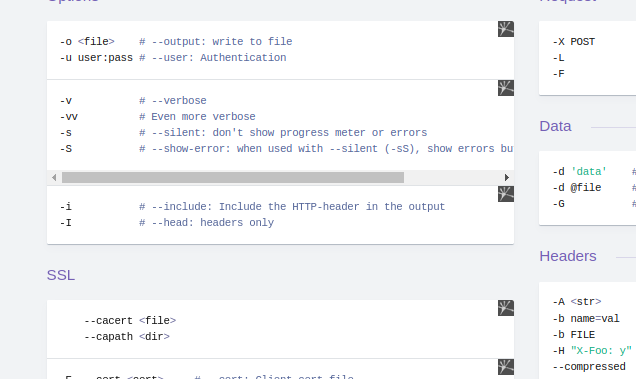 Options
-o <file>    # --output: write to file
-u user:pass # --user: Authentication
-v           # --verbose
-vv          # Even more verbose
-s           # --silent: don't show progress meter or errors
-S           # --show-error: when used with --silent (-sS), show errors bu
-i           # --include: Include the HTTP-header in the output
-I           # --head: headers only
SSL
--cacert <file>
--capath <dir>
-E --cert <cert>     # --cert: Client cert file
Request
-X POST
-L
-F
Data
-d 'data'    #
-d @file     #
-G           #
Headers
-A <str>
-b name=val
-b FILE
-H "X-Foo: y"
--compressed